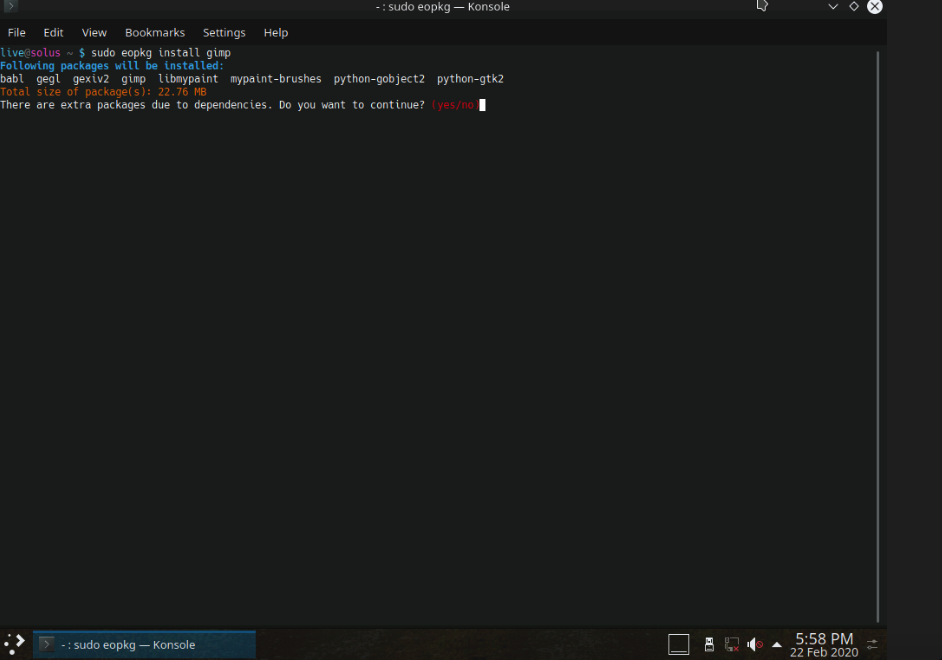 - : sudo eopkg — Konsole
File Edit View Bookmarks Settings Help
live@solus ~ $ sudo eopkg install gimp
Following packages will be installed:
babl gegl gexiv2 gimp libmypaint mypaint-brushes python-gobject2 python-gtk2
Total size of package(s): 22.76 MB
There are extra packages due to dependencies. Do you want to continue? (yes/no)
- : sudo eopkg — Konsole
5:58 PM
22 Feb 2020